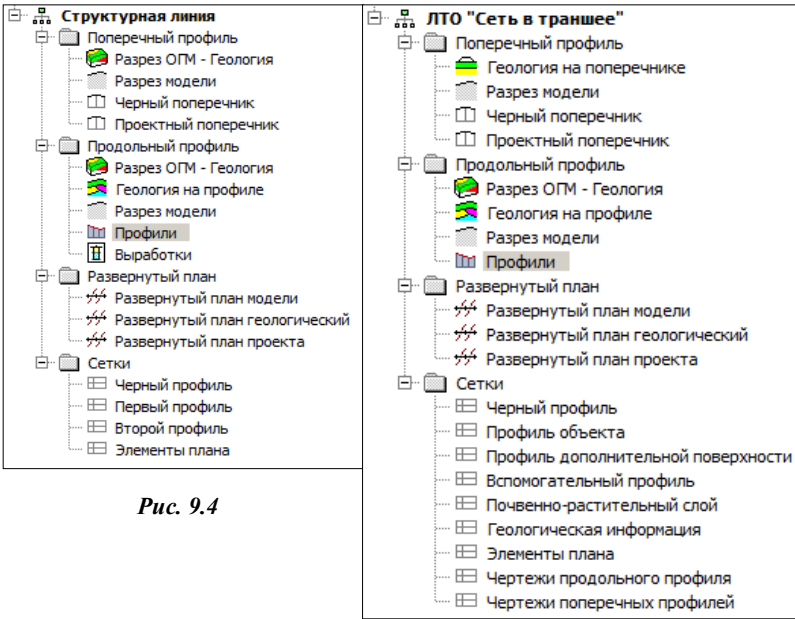 Структурная линия
Поперечный профиль
Разрез ОГМ - Геология
Разрез модели
Черный поперечник
Проектный поперечник
Продольный профиль
Разрез ОГМ - Геология
Геология на профиле
Разрез модели
Профили
Выработки
Развернутый план
Развернутый план модели
Развернутый план геологический
Развернутый план проекта
Сетки
Черный профиль
Первый профиль
Второй профиль
Элементы плана
Рис. 9.4
ЛТО "Сеть в траншее"
Поперечный профиль
Геология на поперечнике
Разрез модели
Черный поперечник
Проектный поперечник
Продольный профиль
Разрез ОГМ - Геология
Геология на профиле
Разрез модели
Профили
Развернутый план
Развернутый план модели
Развернутый план геологический
Развернутый план проекта
Сетки
Черный профиль
Профиль объекта
Профиль дополнительной поверхности
Вспомогательный профиль
Почвенно-растительный слой
Геологическая информация
Элементы плана
Чертежи продольного профиля
Чертежи поперечных профилей